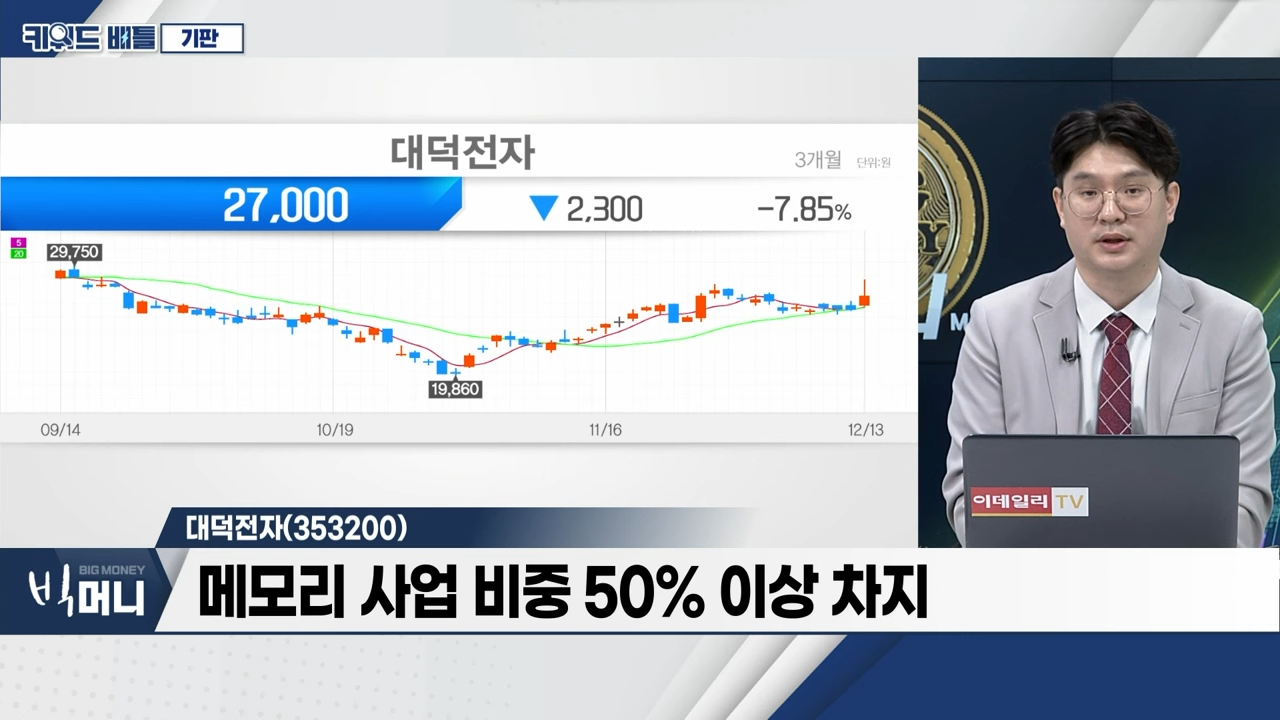 키워드 배틀 기판
대덕전자
3개월 단위:원
27,000 ▼2,300 -7.85%
5
20
29,750
19,860
09/14 10/19 11/16 12/13
M
이데일리TV
대덕전자(353200)
BIG MONEY
빅머니
메모리 사업 비중 50% 이상 차지